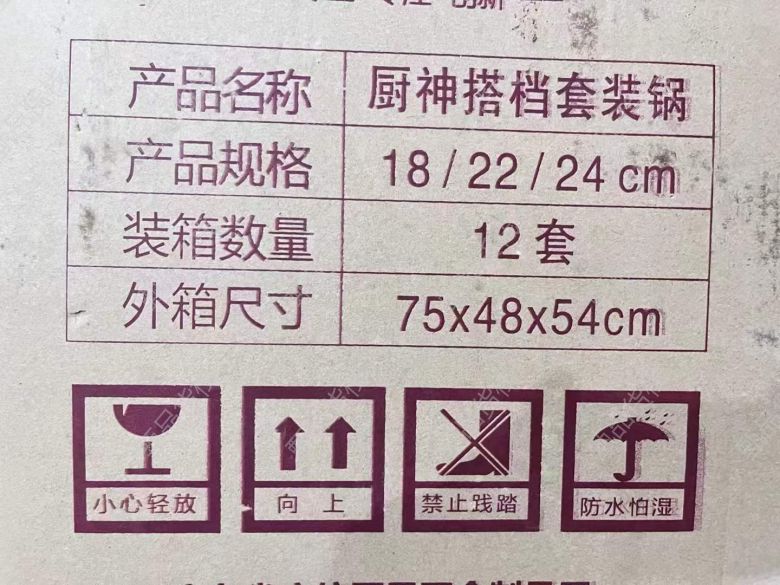 产品名称 厨神搭档套装锅
产品规格 18/22/24cm
装箱数量 12套
外箱尺寸 75x48x54cm
小心轻放 向上 禁止践踏 防水怕湿